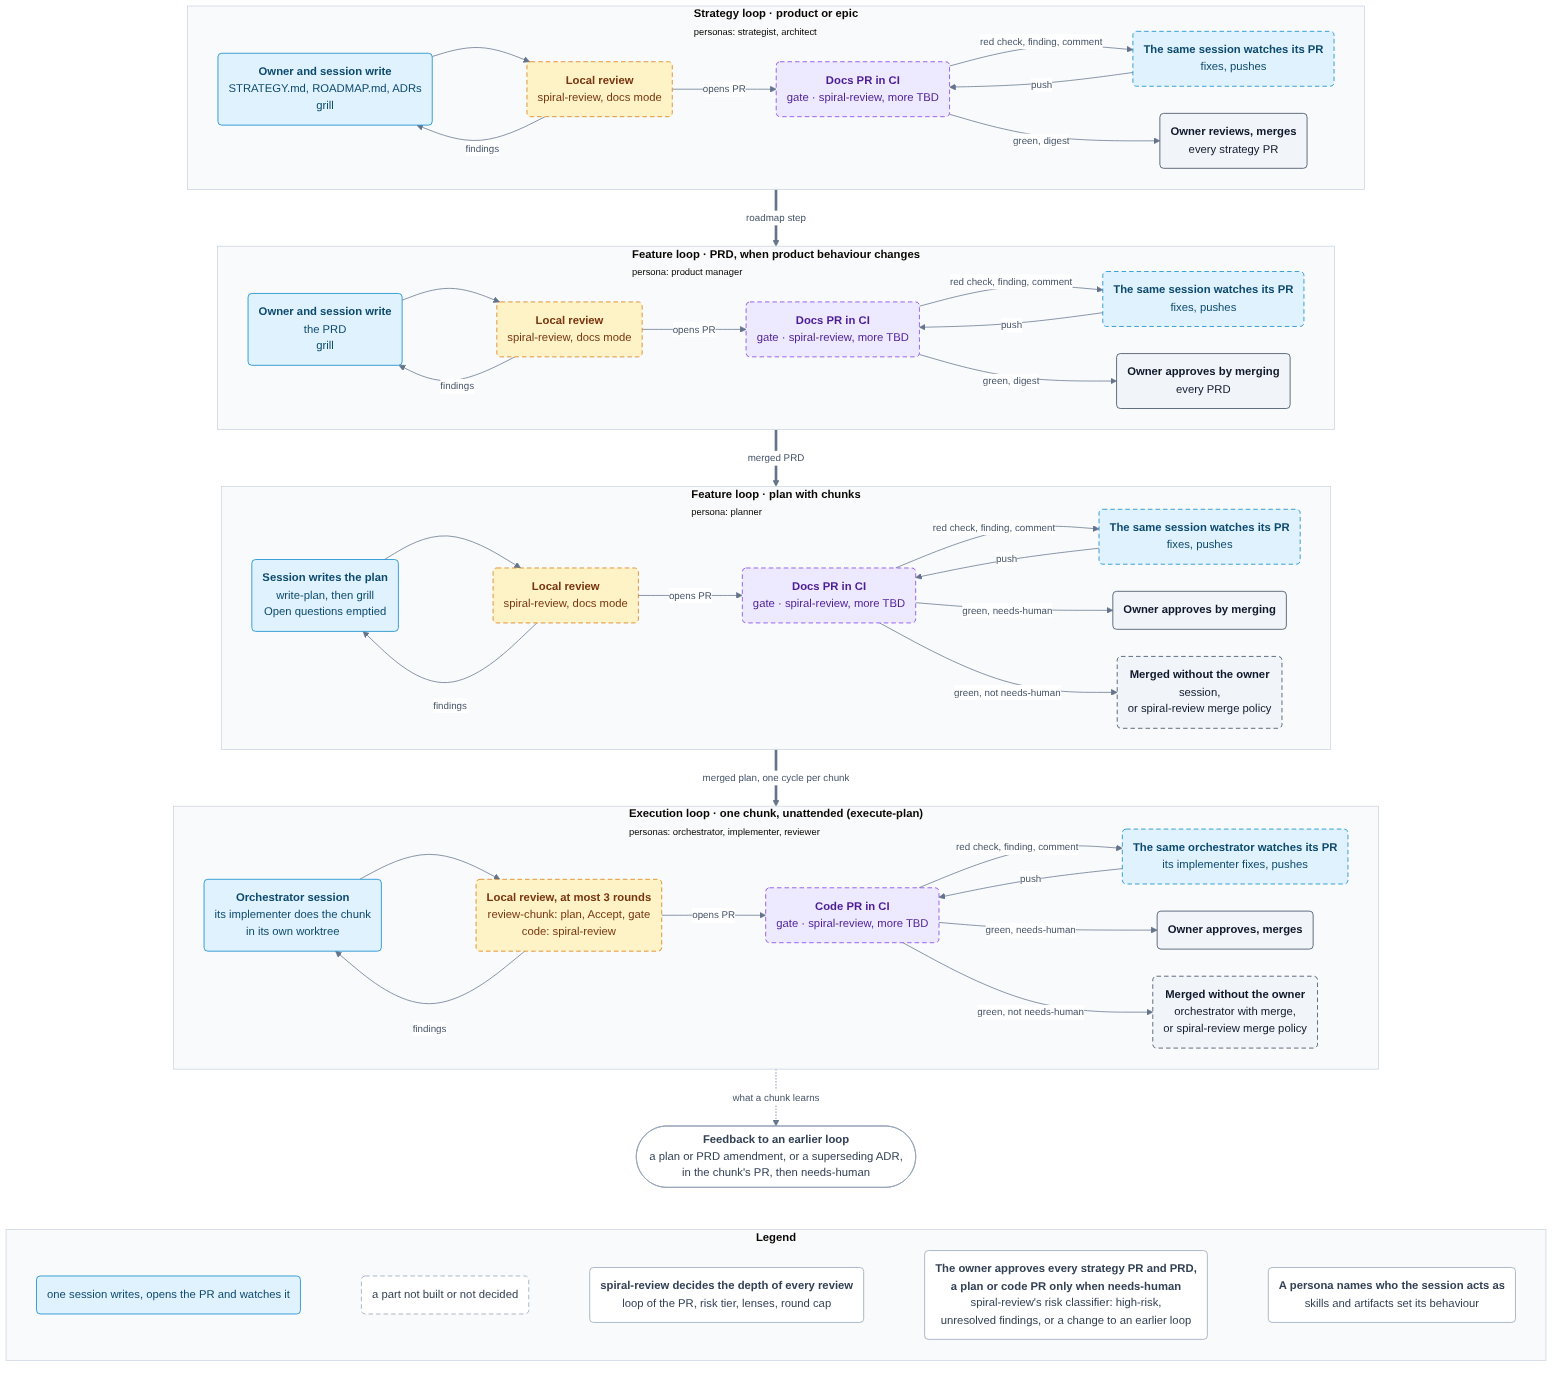 Strategy loop · product or epic
personas: strategist, architect
Owner and session write
STRATEGY.md, ROADMAP.md, ADRs
grill
Local review
spiral-review, docs mode
findings
opens PR
Docs PR in CI
gate · spiral-review, more TBD
red check, finding, comment
push
The same session watches its PR
fixes, pushes
green, digest
Owner reviews, merges
every strategy PR
roadmap step
Feature loop · PRD, when product behaviour changes
persona: product manager
Owner and session write
the PRD
grill
Local review
spiral-review, docs mode
findings
opens PR
Docs PR in CI
gate · spiral-review, more TBD
red check, finding, comment
push
The same session watches its PR
fixes, pushes
green, digest
Owner approves by merging
every PRD
merged PRD
Feature loop · plan with chunks
persona: planner
Session writes the plan
write-plan, then grill
Open questions emptied
Local review
spiral-review, docs mode
findings
opens PR
Docs PR in CI
gate · spiral-review, more TBD
red check, finding, comment
push
The same session watches its PR
fixes, pushes
green, needs-human
Owner approves by merging
green, not needs-human
Merged without the owner
session,
or spiral-review merge policy
merged plan, one cycle per chunk
Execution loop · one chunk, unattended (execute-plan)
personas: orchestrator, implementer, reviewer
Orchestrator session
its implementer does the chunk
in its own worktree
Local review, at most 3 rounds
review-chunk: plan, Accept, gate
code: spiral-review
findings
opens PR
Code PR in CI
gate · spiral-review, more TBD
red check, finding, comment
push
The same orchestrator watches its PR
its implementer fixes, pushes
green, needs-human
Owner approves, merges
green, not needs-human
Merged without the owner
orchestrator with merge,
or spiral-review merge policy
what a chunk learns
Feedback to an earlier loop
a plan or PRD amendment, or a superseding ADR,
in the chunk's PR, then needs-human
Legend
one session writes, opens the PR and watches it
a part not built or not decided
spiral-review decides the depth of every review
loop of the PR, risk tier, lenses, round cap
The owner approves every strategy PR and PRD,
a plan or code PR only when needs-human
spiral-review's risk classifier: high-risk,
unresolved findings, or a change to an earlier loop
A persona names who the session acts as
skills and artifacts set its behaviour